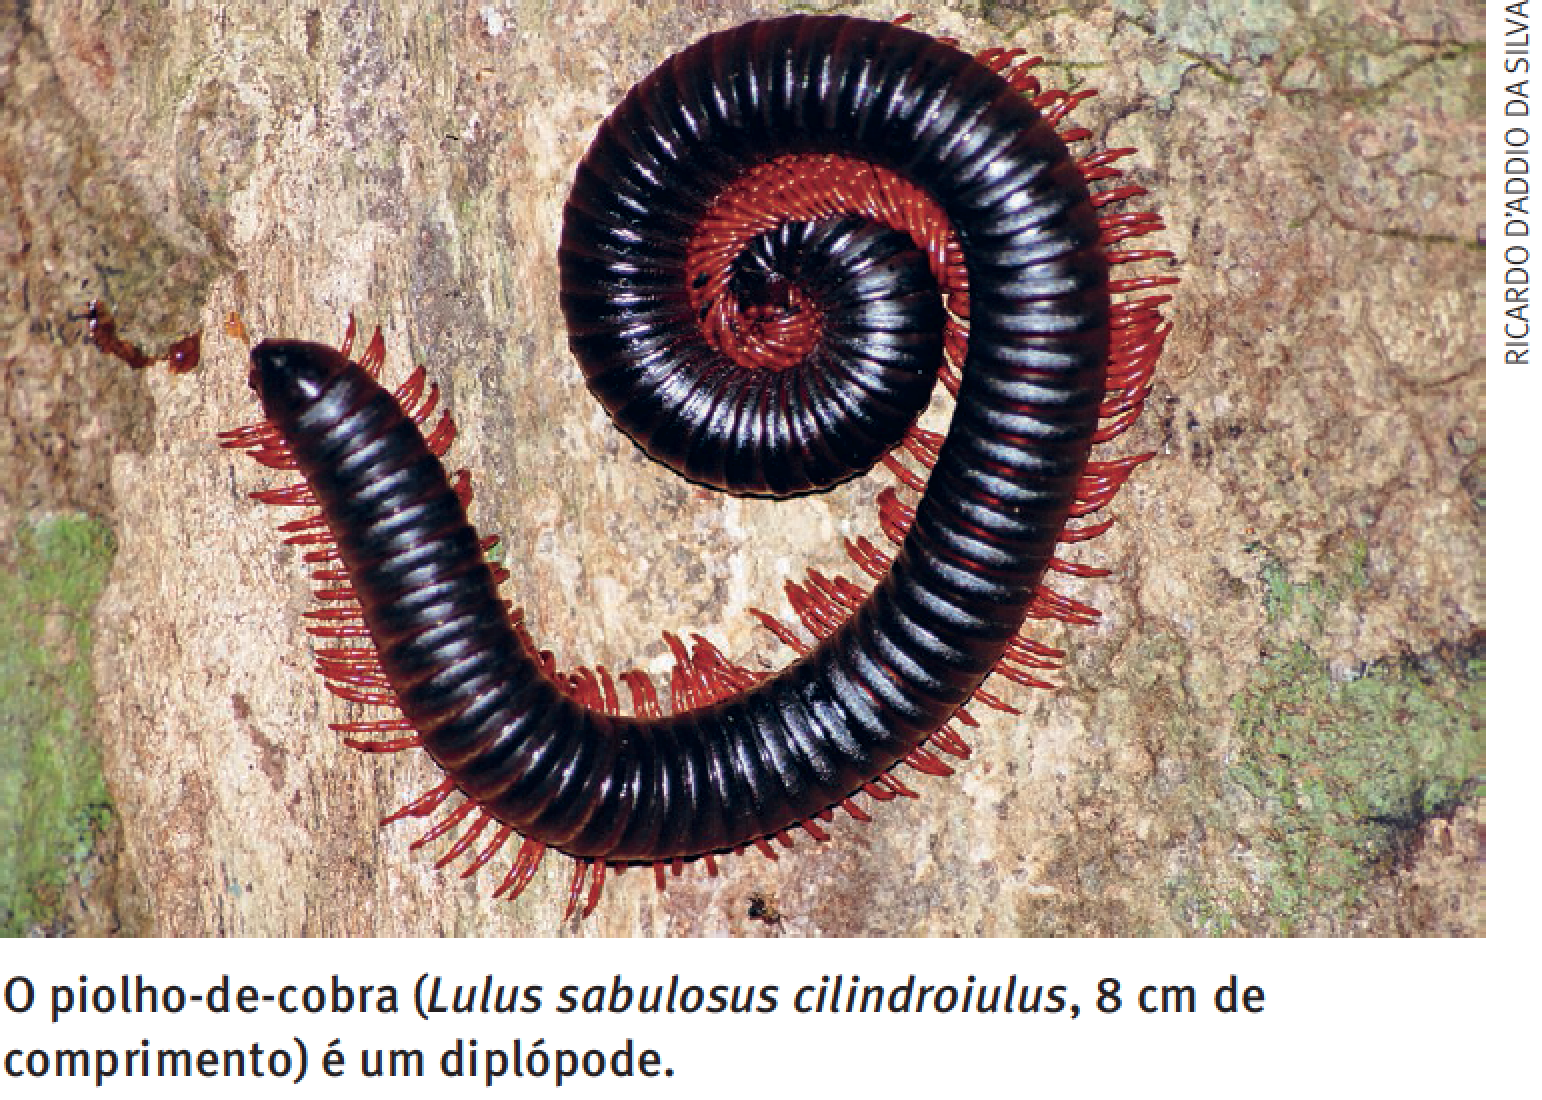 RICARDO D'ADDIO DA SILVA
O piolho-de-cobra (Lulus sabulosus cilindroiulus, 8 cm de
comprimento) é um diplópode.